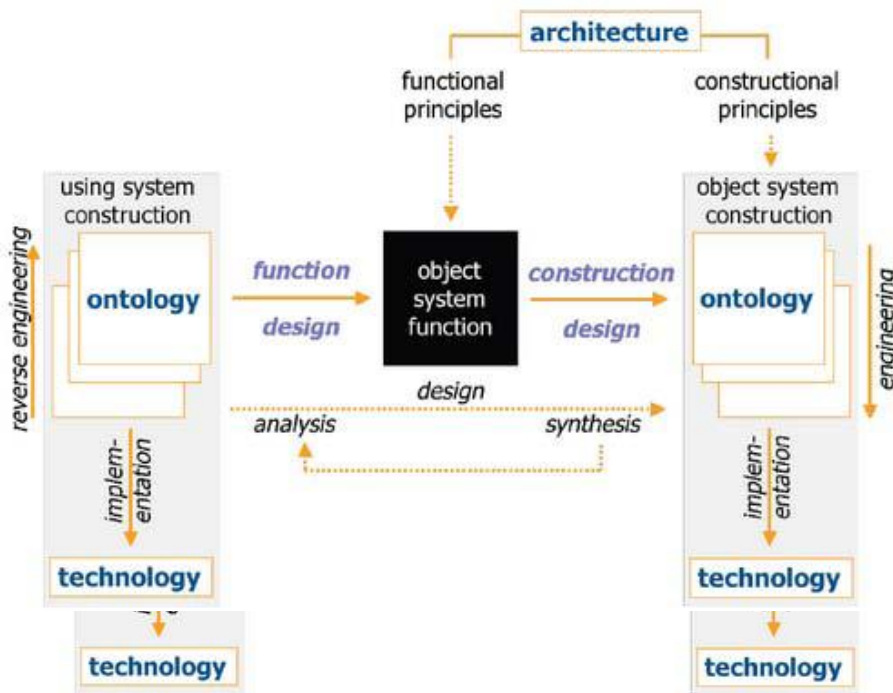 architecture
functional
principles
constructional
principles
using system
construction
object system
construction
reverse engineering
ontology
function
design
object
system
function
construction
design
ontology
engineering
design
analysis
synthesis
implem-
entation
implem-
entation
technology
technology
technology
technology